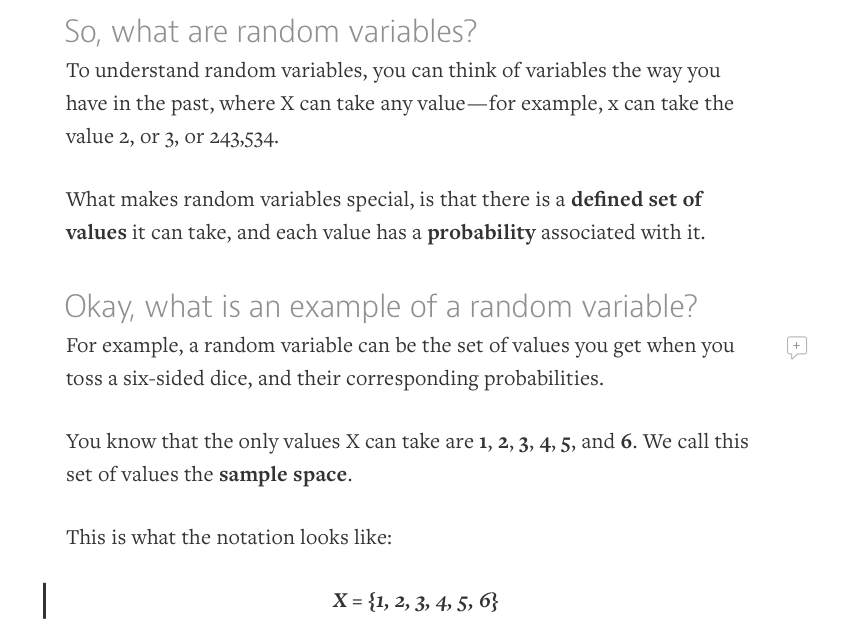 So, what are random variables?
To understand random variables, you can think of variables the way you
have in the past, where X can take any value—for example, x can take the
value 2, or 3, or 243,534.
What makes random variables special, is that there is a defined set of
values it can take, and each value has a probability associated with it.
Okay, what is an example of a random variable?
For example, a random variable can be the set of values you get when you
toss a six-sided dice, and their corresponding probabilities.
You know that the only values X can take are 1, 2, 3, 4, 5, and 6. We call this
set of values the sample space.
This is what the notation looks like:
X = {1, 2, 3, 4, 5, 6}